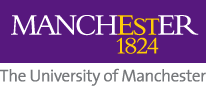 MANCHESTER
1824
The University of Manchester